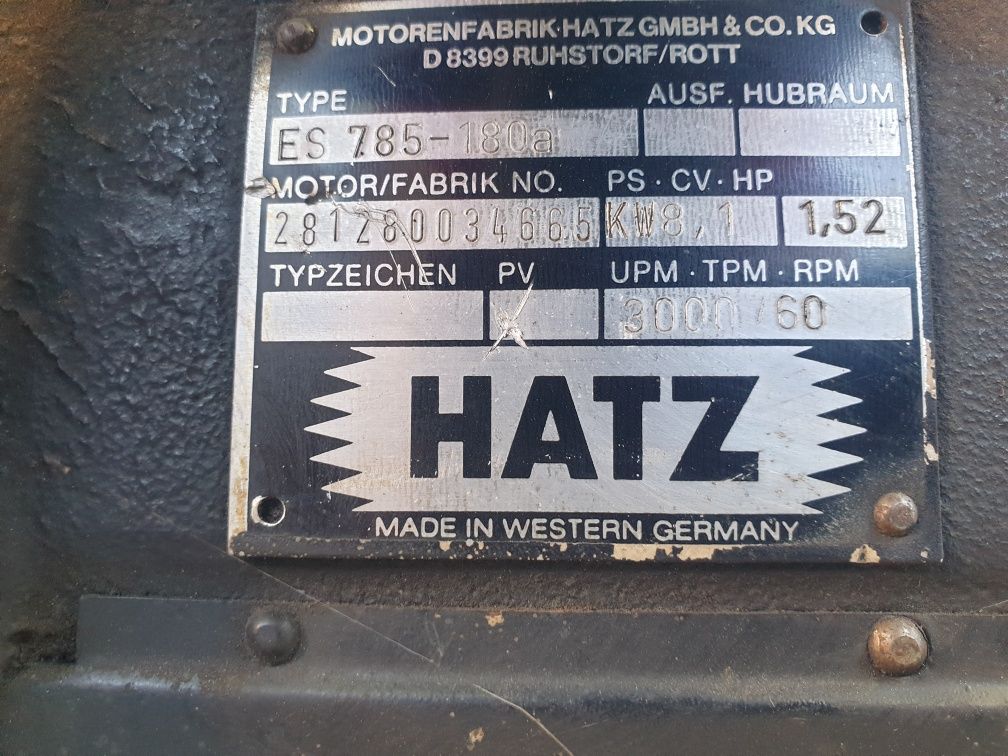 MOTORENFABRIK·HATZ GMBH & CO. KG
D 8399 RUHSTORF/ROTT
TYPE AUSF. HUBRAUM
ES 785-180a
MOTOR/FABRIK NO. PS · CV · HP
281280034665 KW8,1 1,52
TYPZEICHEN PV UPM · TPM · RPM
3000/60
HATZ
MADE IN WESTERN GERMANY